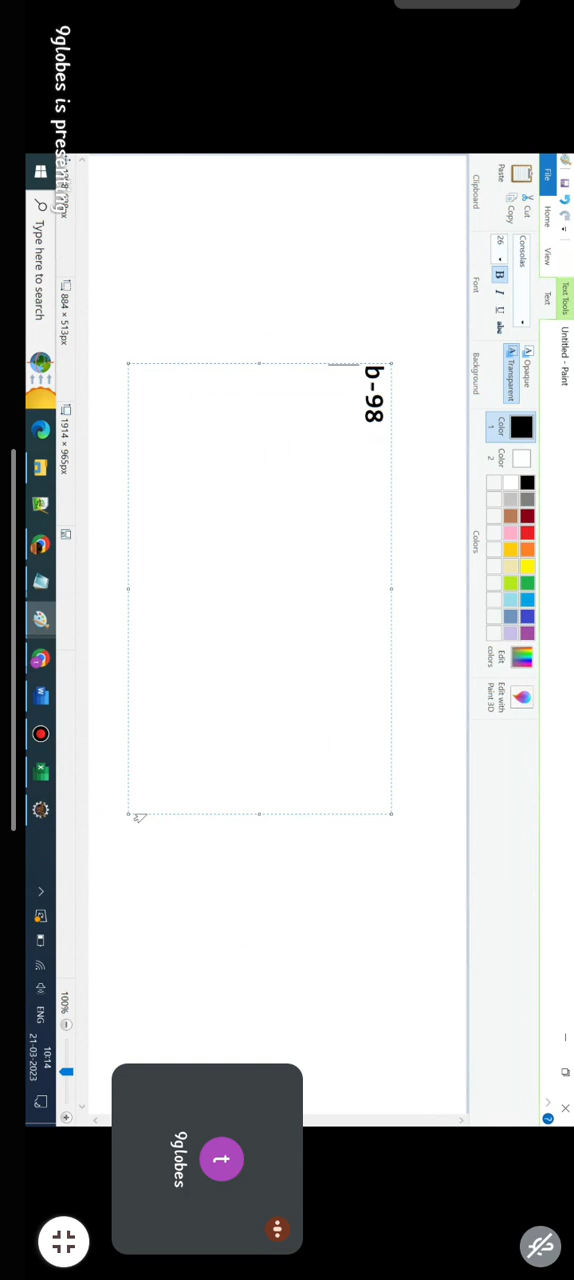 9globes is presenting
Untitled - Paint
Text Tools
File
Home
View
Text
Paste
Cut
Copy
Clipboard
Consolas
26
B I U abc
Font
Opaque
Transparent
Background
Color 1
Color 2
Colors
Edit colors
Edit with Paint 3D
b-98
884 × 513px
1914 × 965px
100%
Type here to search
ENG
10:14
21-03-2023
t
9globes